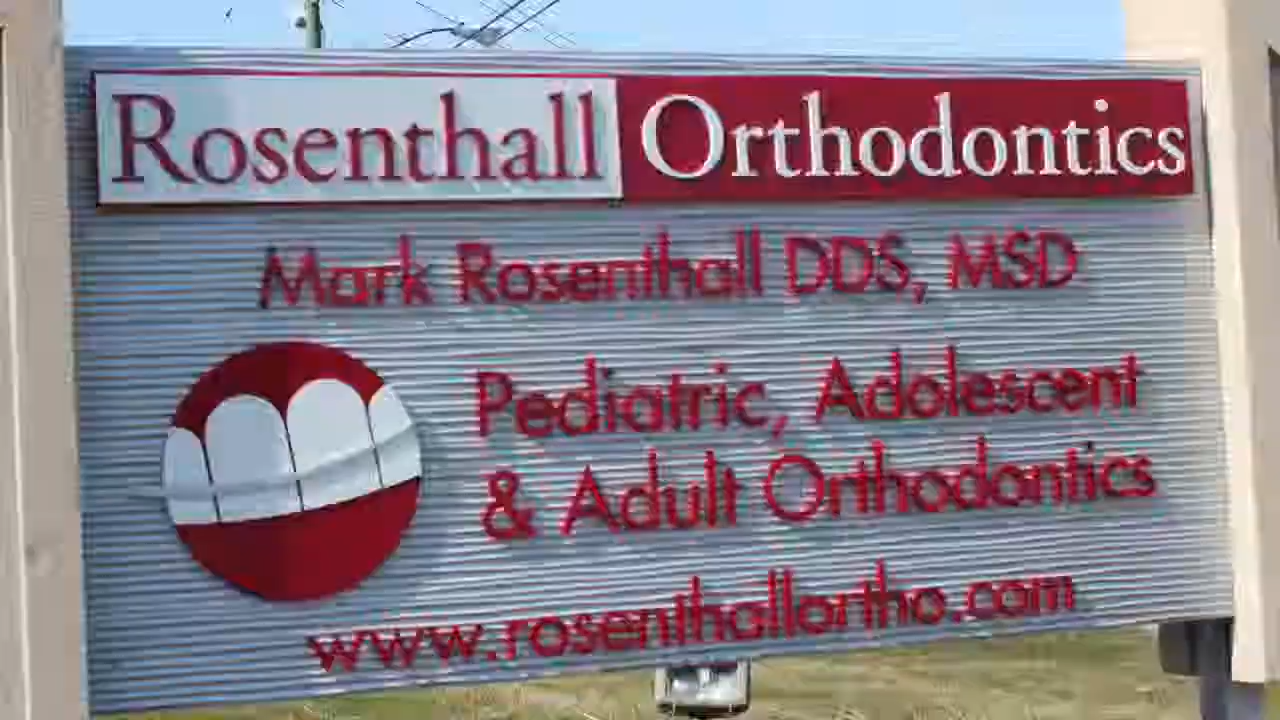 Rosenthall Orthodontics
Mark Rosenthall DDS, MSD
Pediatric, Adolescent
& Adult Orthodontics
www.rosenthallortho.com